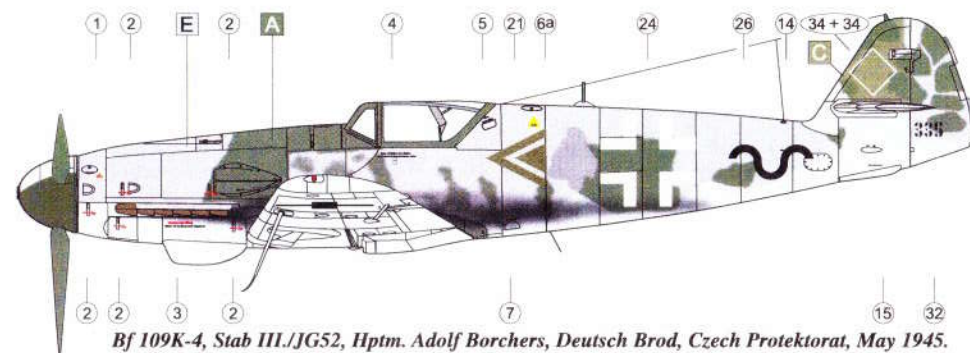 1 2 E 2 A 4 5 21 6a 24 26 14 34 + 34
C
336
2 2 3 2 7 15 32
Bf 109K-4, Stab III./JG52, Hptm. Adolf Borchers, Deutsch Brod, Czech Protektorat, May 1945.